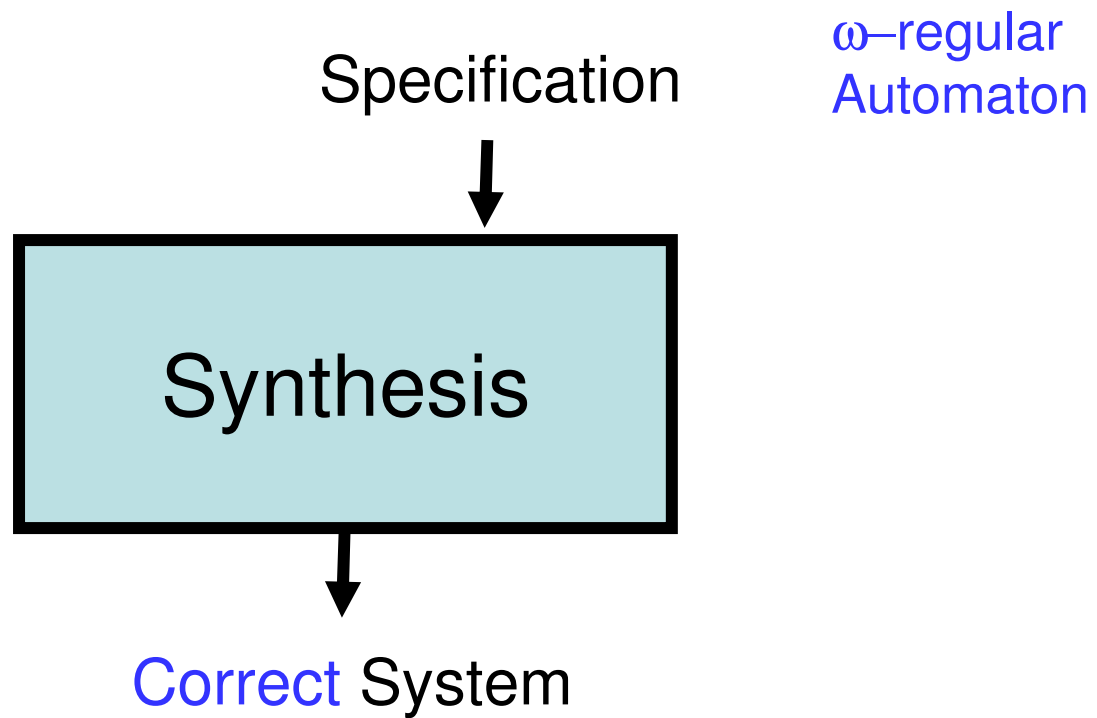 Specification
ω–regular
Automaton
Synthesis
Correct System